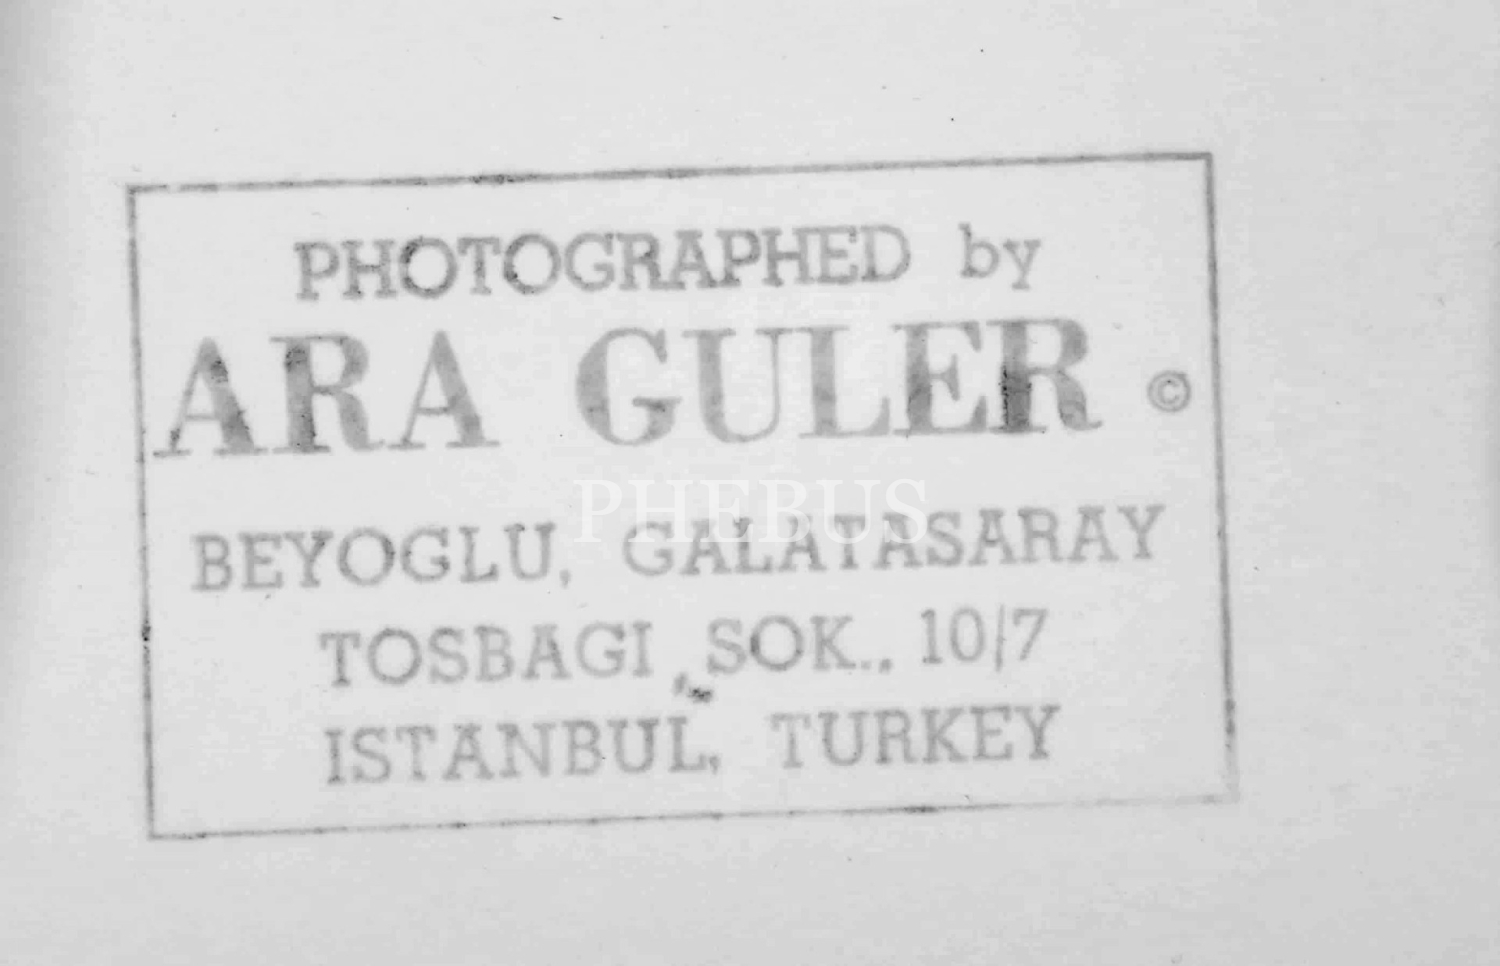 PHOTOGRAPHED by
ARA GULER ©
PHEBUS
BEYOGLU, GALATASARAY
TOSBAGI SOK., 10/7
ISTANBUL, TURKEY